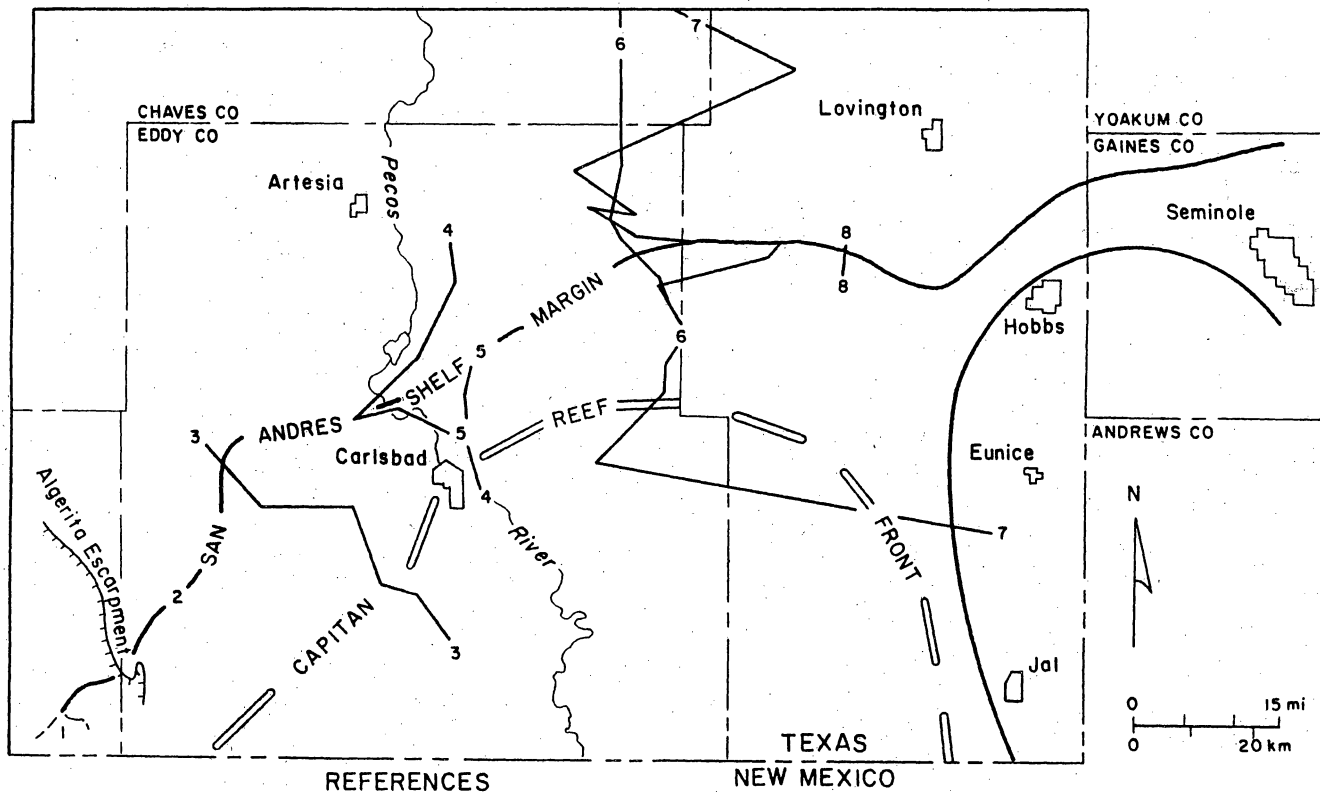 6
7
CHAVES CO
EDDY CO
Lovington
YOAKUM CO
GAINES CO
Artesia
Pecos
Seminole
4
8
8
MARGIN
Hobbs
5
6
SHELF
REEF
ANDRES
3
5
ANDREWS CO
Carlsbad
Eunice
4
N
Algerita Escarpment
SAN
River
FRONT
7
2
CAPITAN
3
Jal
0 15 mi
0 20 km
TEXAS
NEW MEXICO
REFERENCES